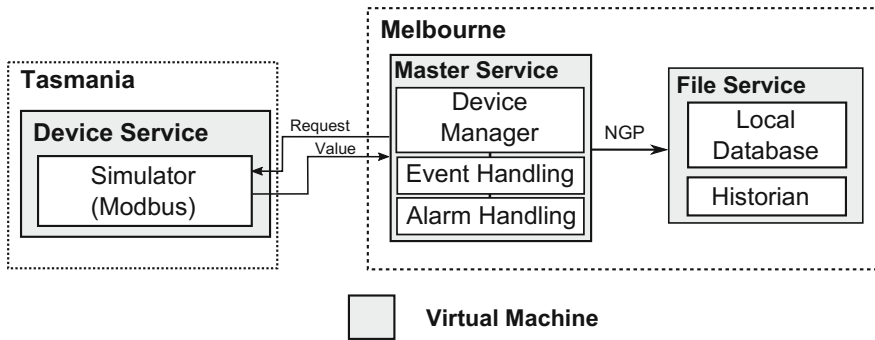 Tasmania
Device Service
Simulator
(Modbus)
Request
Value
Melbourne
Master Service
Device
Manager
Event Handling
Alarm Handling
NGP
File Service
Local
Database
Historian
Virtual Machine